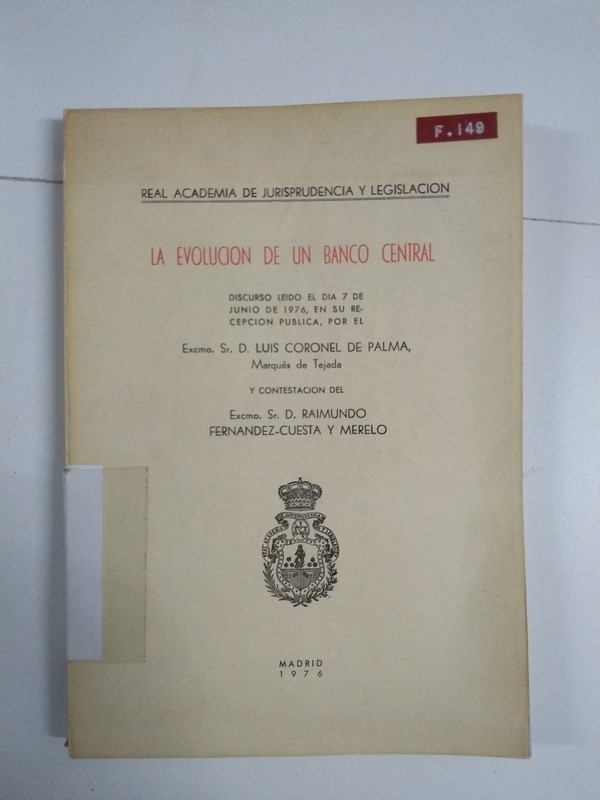 F.149
REAL ACADEMIA DE JURISPRUDENCIA Y LEGISLACION
LA EVOLUCION DE UN BANCO CENTRAL
DISCURSO LEIDO EL DIA 7 DE
JUNIO DE 1976, EN SU RE-
CEPCION PUBLICA, POR EL
Excmo. Sr. D. LUIS CORONEL DE PALMA,
Marqués de Tejada
Y CONTESTACION DEL
Excmo. Sr. D. RAIMUNDO
FERNANDEZ-CUESTA Y MERELO
MADRID
1976